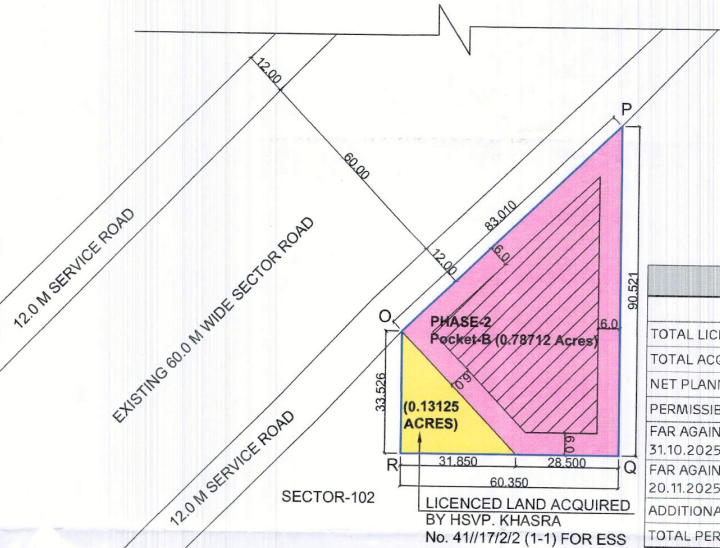 12.00
P
60.00
83.010
12.00
6.0
90.521
12.0 M SERVICE ROAD
EXISTING 60.0 M WIDE SECTOR ROAD
O
PHASE-2
Pocket-B (0.78712 Acres)
6.0
33.526
6.0
(0.13125
ACRES)
6.0
R
31.850
28.500
Q
60.350
12.0 M SERVICE ROAD
SECTOR-102
LICENCED LAND ACQUIRED
BY HSVP. KHASRA
No. 41//17/2/2 (1-1) FOR ESS
TOTAL LICE
TOTAL ACQ
NET PLANN
PERMISSIE
FAR AGAIN
31.10.2025
FAR AGAIN
20.11.2025
ADDITIONA
TOTAL PER